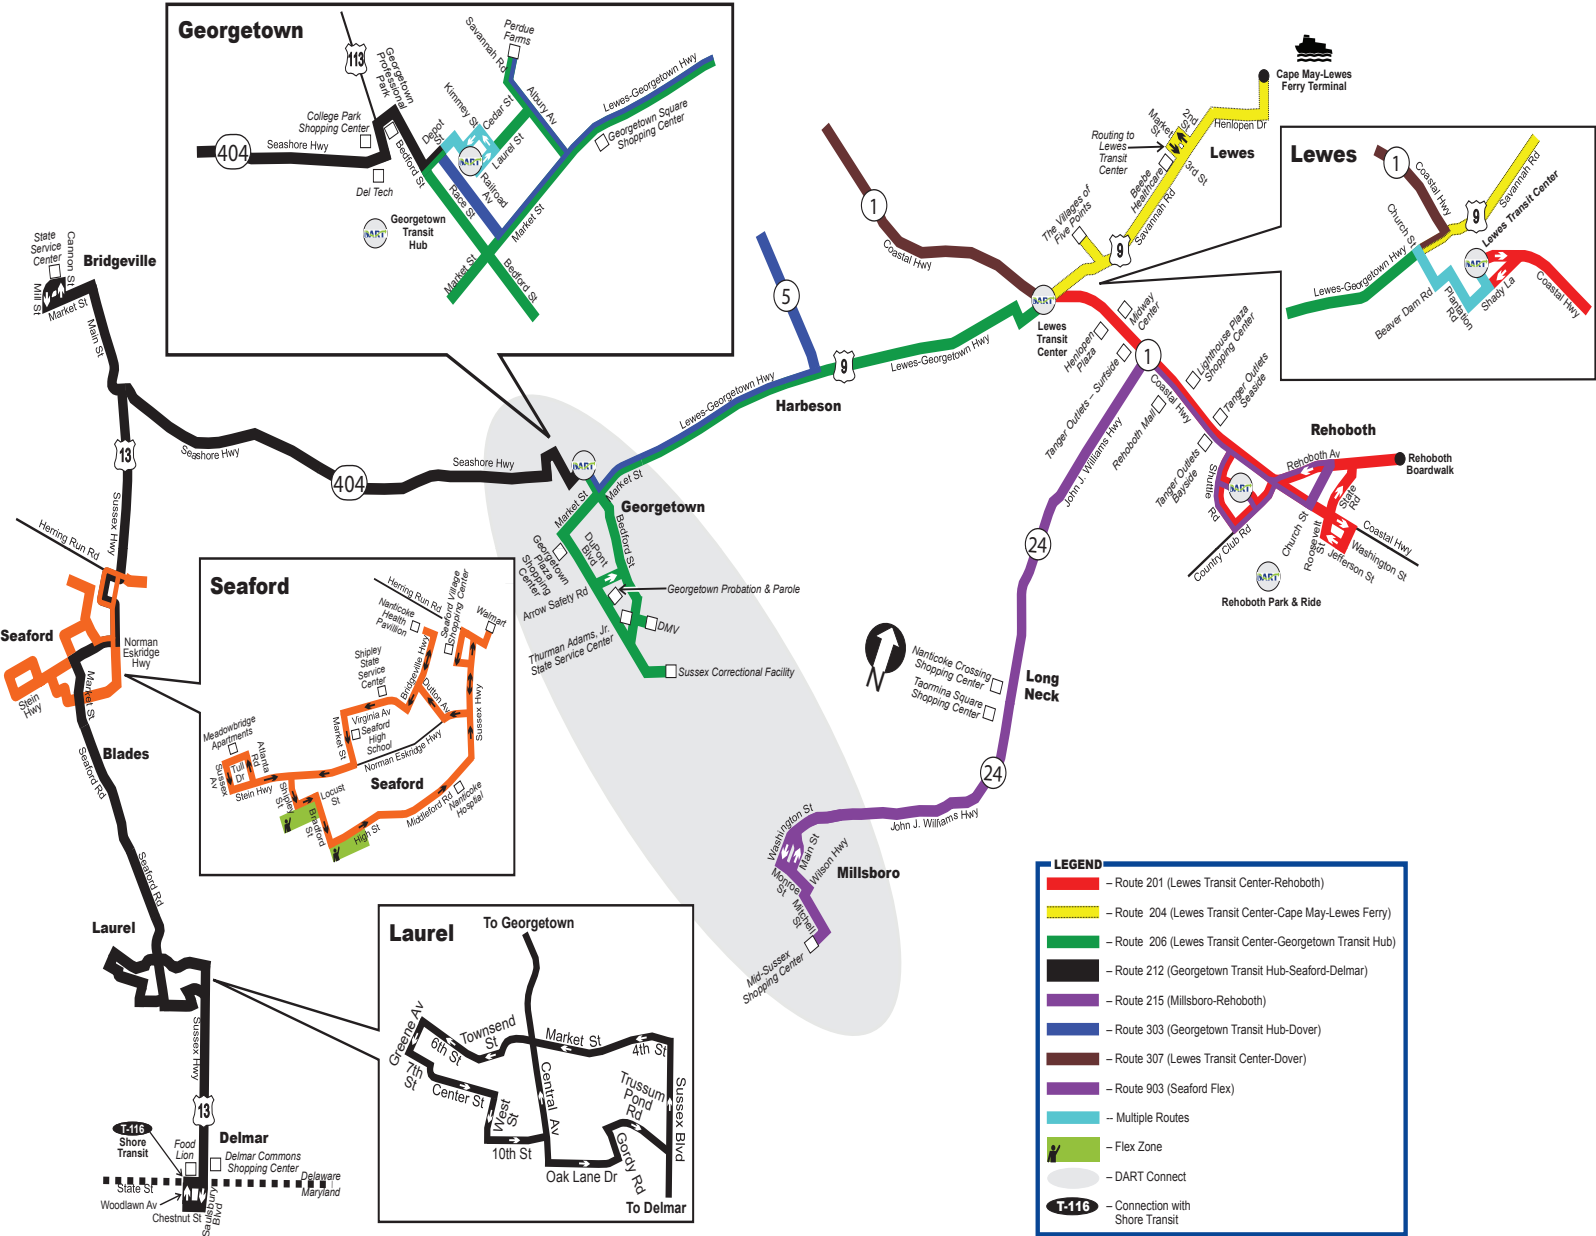 Georgetown
113
Georgetown
Professional
Park
College Park
Shopping Center
404
Seashore Hwy
Del Tech
Bedford St
Depot
St
Kimmey St
Cedar St
Laurel St
Savannah Rd
Perdue
Farms
Albury Av
DART
Race St
Railroad
Av
Market St
Market St
Bedford St
Lewes-Georgetown Hwy
Georgetown Square
Shopping Center
DART
Georgetown
Transit
Hub
State
Service
Center
Cannon St
Bridgeville
Mill St
Market St
Main St
13
Sussex Hwy
Seashore Hwy
404
Seashore Hwy
Herring Run Rd
Seaford
Norman
Eskridge
Hwy
Stein
Hwy
Market St
Blades
Seaford Rd
Seaford Rd
Laurel
Sussex Hwy
13
T-116
Shore
Transit
Food
Lion
Delmar
Delmar Commons
Shopping Center
Delaware
Maryland
State St
Woodlawn Av
Chestnut St
Saulsbury
Blvd
Seaford
Herring Run Rd
Nanticoke
Health
Pavilion
Seaford Village
Shopping Center
Walmart
Shipley
State
Service
Center
Bridgeville Hwy
Dutton Av
Sussex Hwy
Virginia Av
Market St
Seaford
High
School
Norman Eskridge Hwy
Meadowbridge
Apartments
Atlanta
Rd
Tull
Dr
Sussex
Av
Stein Hwy
Shipley
St
Locust
St
Bradford
St
High St
Middleford Rd
Nanticoke
Hosptial
Seaford
Laurel
To Georgetown
Greene Av
6th St
Townsend
St
Market St
4th St
7th
St
Center St
West
St
10th St
Central Av
Trussum
Pond
Rd
Gordy Rd
Oak Lane Dr
Sussex Blvd
To Delmar
DART
Market St
Market St
Georgetown
Bedford St
DuPont
Blvd
Georgetown
Plaza
Shopping
Center
Arrow Safety Rd
Georgetown Probation & Parole
Thurman Adams, Jr.
State Service Center
DMV
Sussex Correctional Facility
Lewes-Georgetown Hwy
Harbeson
5
9
Lewes-Georgetown Hwy
1
Coastal Hwy
DART
Lewes
Transit
Center
The Villages of
Five Points
9
Savannah Rd
Beebe
Healthcare
Routing to
Lewes
Transit
Center
Market
St
2nd
St
3rd St
Lewes
Henlopen Dr
Cape May-Lewes
Ferry Terminal
Lewes
1
Coastal Hwy
Church St
9
Savannah Rd
Lewes Transit Center
DART
Lewes-Georgetown Hwy
Beaver Dam Rd
Plantation
Rd
Shady La
Coastal Hwy
Midway
Center
Henlopen
Plaza
1
Tanger Outlets – Surfside
Coastal Hwy
Lighthouse Plaza
Shopping Center
Rehoboth Mall
Tanger Outlets
Seaside
Tanger Outlets
Bayside
John J. Williams Hwy
Rehoboth
Rehoboth Av
Rehoboth
Boardwalk
Shuttle
Rd
DART
Country Club Rd
Church St
State
Rd
Roosevelt
St
Jefferson St
Washington St
Coastal Hwy
DART
Rehoboth Park & Ride
24
N
Nanticoke Crossing
Shopping Center
Taormina Square
Shopping Center
Long
Neck
24
John J. Williams Hwy
Washington St
Main St
Wilson Hwy
Monroe
St
Mitchell
St
Millsboro
Mid-Sussex
Shopping Center
LEGEND
– Route 201 (Lewes Transit Center-Rehoboth)
– Route 204 (Lewes Transit Center-Cape May-Lewes Ferry)
– Route 206 (Lewes Transit Center-Georgetown Transit Hub)
– Route 212 (Georgetown Transit Hub-Seaford-Delmar)
– Route 215 (Millsboro-Rehoboth)
– Route 303 (Georgetown Transit Hub-Dover)
– Route 307 (Lewes Transit Center-Dover)
– Route 903 (Seaford Flex)
-- Multiple Routes
– Flex Zone
– DART Connect
T-116
– Connection with
Shore Transit